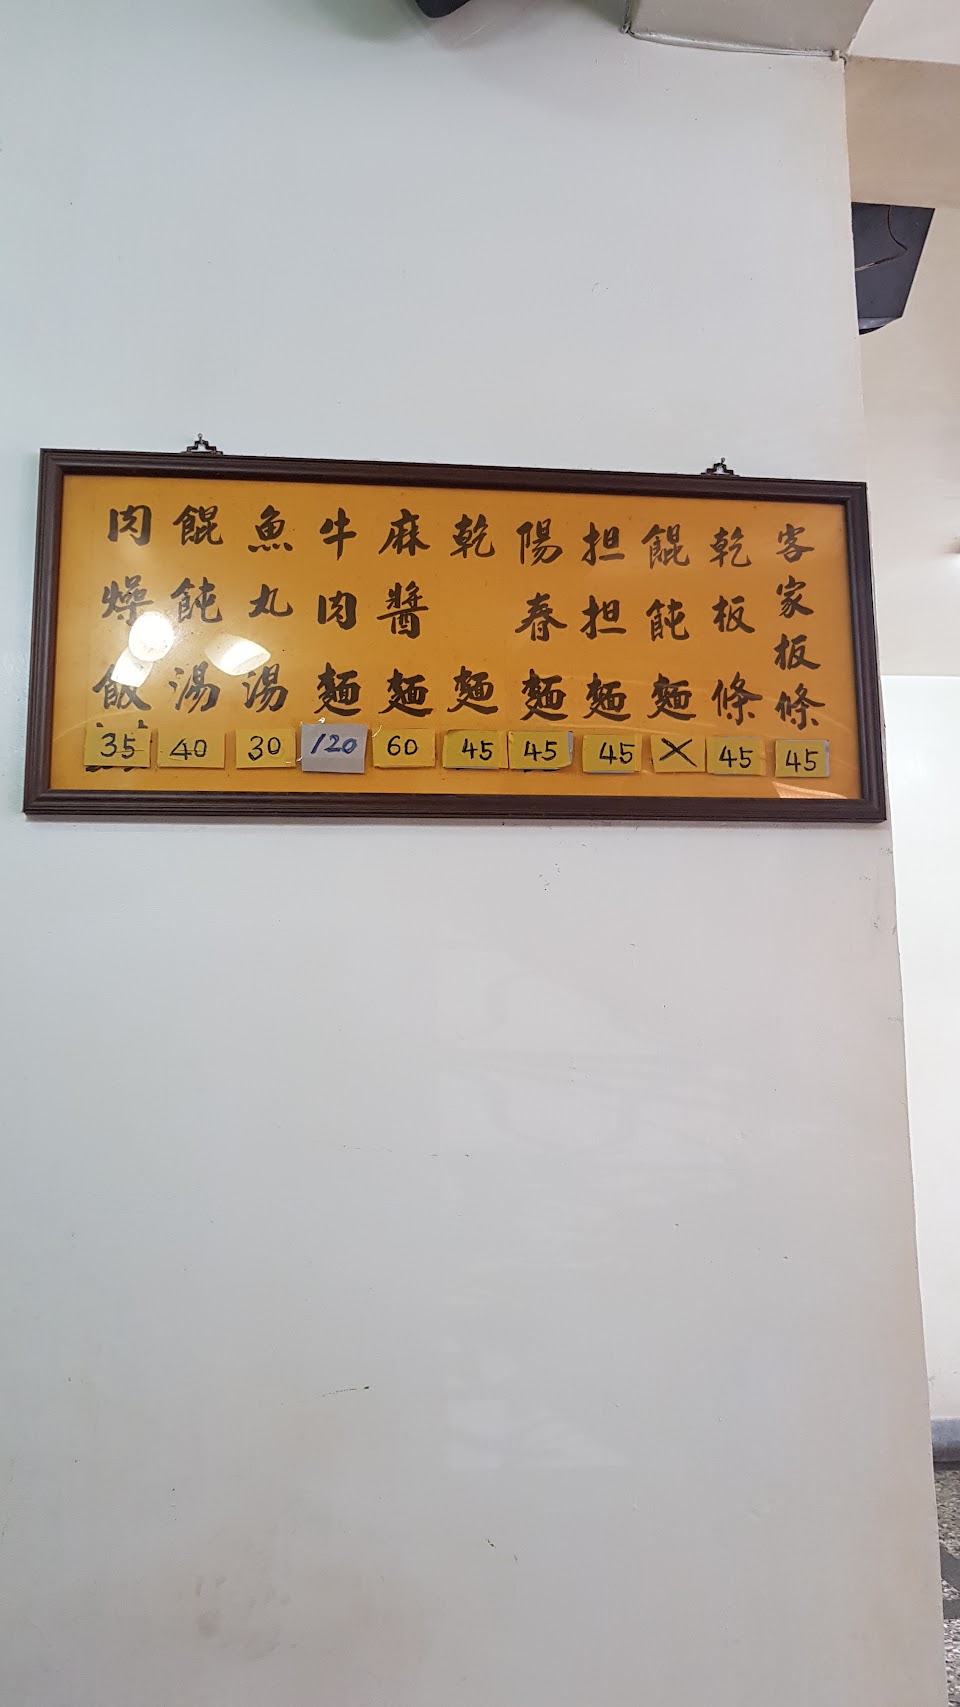 客家板條
45
乾板條
45
餛飩麵
X
担担麵
45
陽春麵
45
乾麵
45
麻醬麵
60
牛肉麵
120
魚丸湯
30
餛飩湯
40
肉燥飯
35